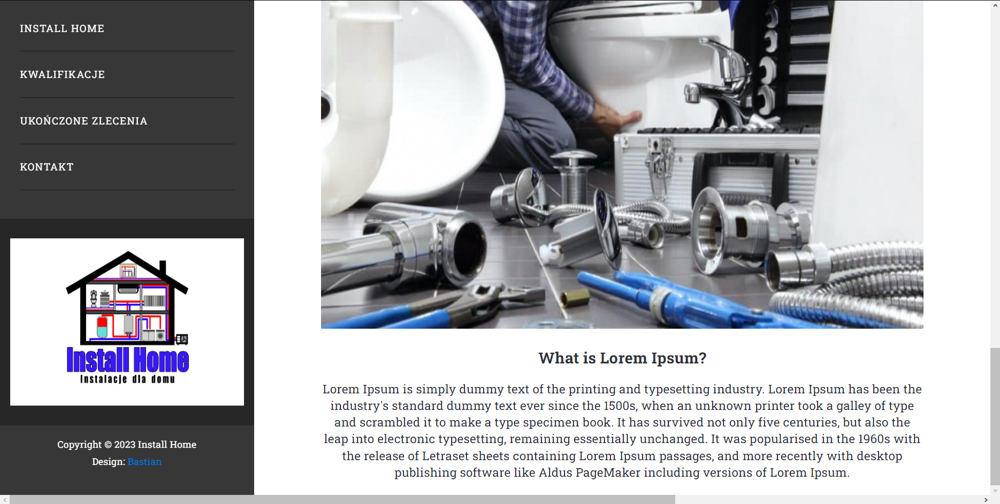 INSTALL HOME
KWALIFIKACJE
UKOŃCZONE ZLECENIA
KONTAKT
Install Home
Instalacje dla domu
Copyright © 2023 Install Home
Design: Bastian
What is Lorem Ipsum?
Lorem Ipsum is simply dummy text of the printing and typesetting industry. Lorem Ipsum has been the
industry's standard dummy text ever since the 1500s, when an unknown printer took a galley of type
and scrambled it to make a type specimen book. It has survived not only five centuries, but also the
leap into electronic typesetting, remaining essentially unchanged. It was popularised in the 1960s with
the release of Letraset sheets containing Lorem Ipsum passages, and more recently with desktop
publishing software like Aldus PageMaker including versions of Lorem Ipsum.